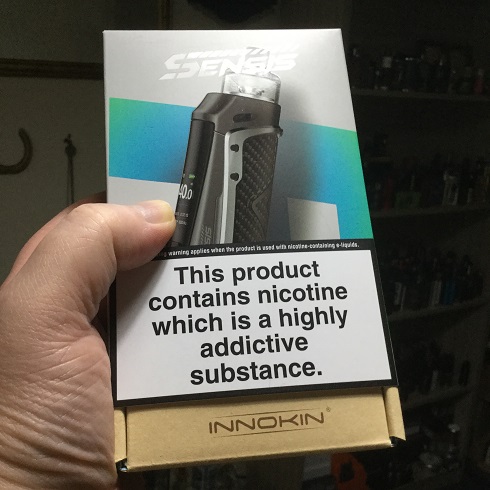 SENSIS
40.0
warning applies when the product is used with nicotine-containing e-liquids.
This product
contains nicotine
which is a highly
addictive
substance.
INNOKIN